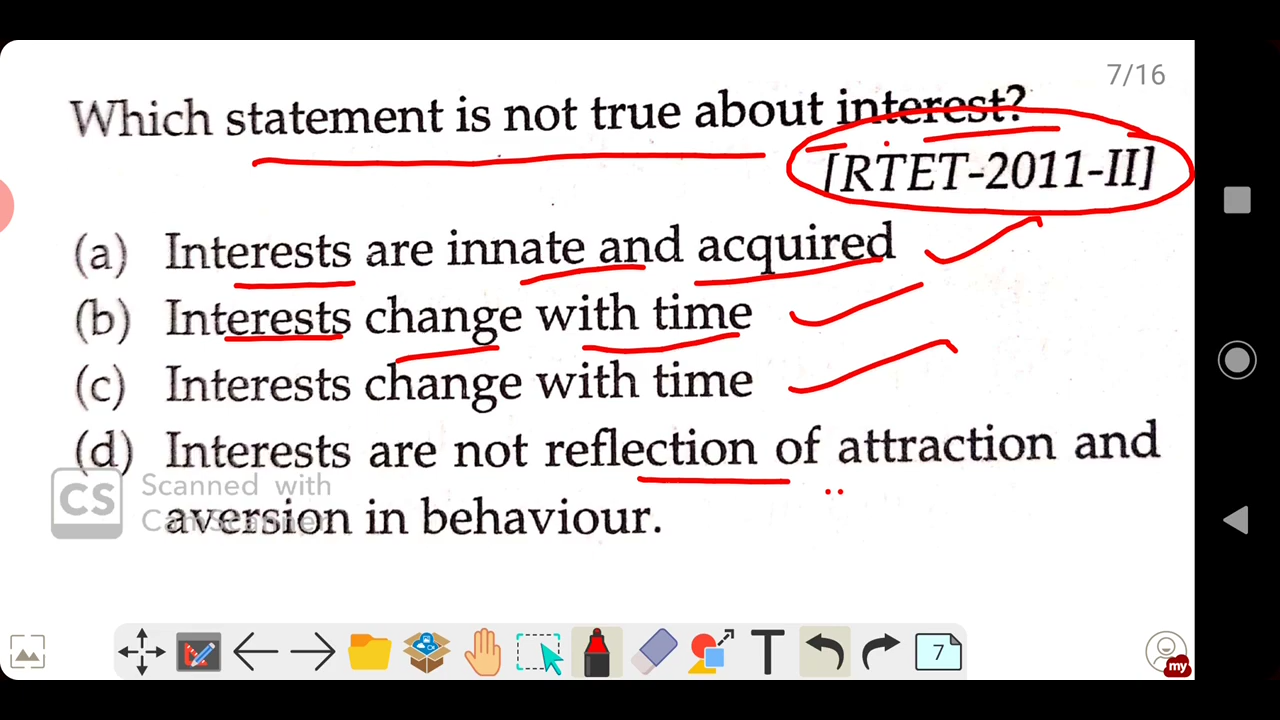 7/16
Which statement is not true about interest?
[RTET-2011-II]
(a) Interests are innate and acquired
(b) Interests change with time
(c) Interests change with time
(d) Interests are not reflection of attraction and
Scanned with
CS
CamScanner
aversion in behaviour.
T
7
my